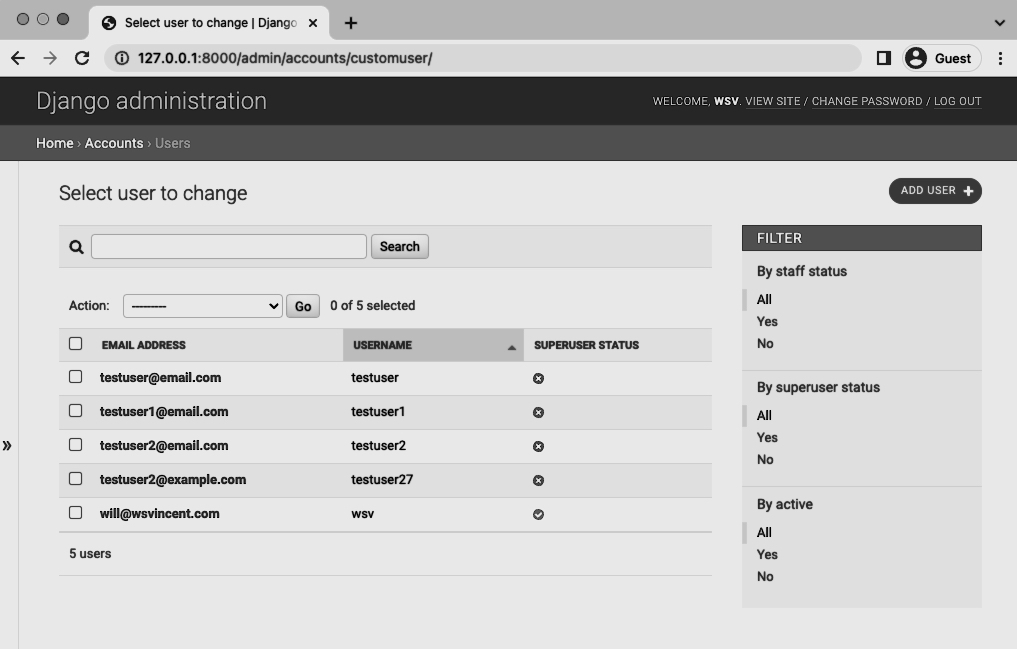 Select user to change | Django
127.0.0.1:8000/admin/accounts/customuser/
Guest
Django administration
WELCOME, WSV. VIEW SITE / CHANGE PASSWORD / LOG OUT
Home › Accounts › Users
Select user to change
ADD USER +
Search
Action: --------- Go 0 of 5 selected
EMAIL ADDRESS USERNAME SUPERUSER STATUS
testuser@email.com testuser
testuser1@email.com testuser1
testuser2@email.com testuser2
testuser2@example.com testuser27
will@wsvincent.com wsv
5 users
»
FILTER
By staff status
All
Yes
No
By superuser status
All
Yes
No
By active
All
Yes
No